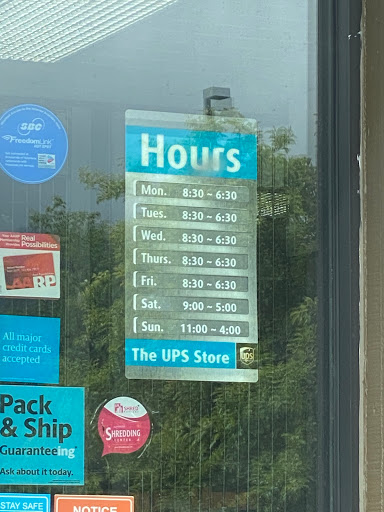 Hours
Mon. 8:30 ~ 6:30
Tues. 8:30 ~ 6:30
Wed. 8:30 ~ 6:30
Thurs. 8:30 ~ 6:30
Fri. 8:30 ~ 6:30
Sat. 9:00 ~ 5:00
Sun. 11:00 ~ 4:00
The UPS Store
ups
SBC
FreedomLink
Real
Possibilities
AARP
All major
credit cards
accepted
Pack
& Ship
Guaranteeing
Ask about it today.
SHREDDING
STAY SAFE
NOTICE